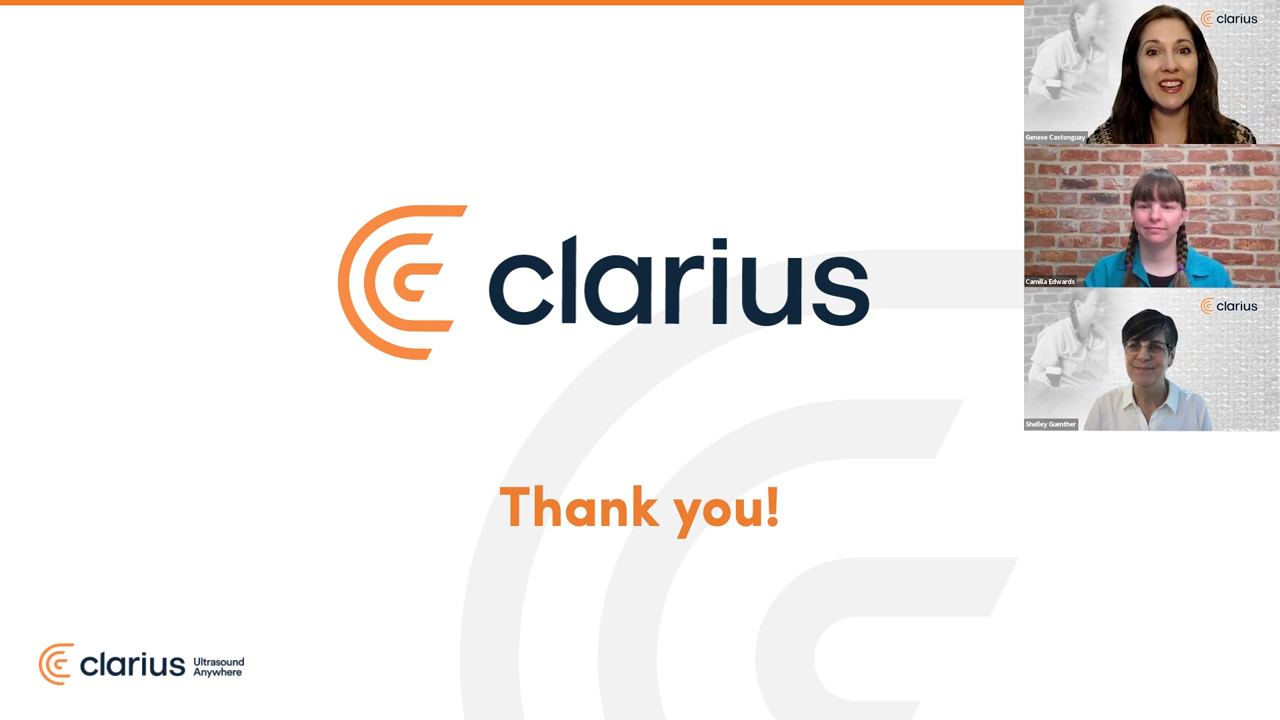 clarius
Thank you!
clarius Ultrasound
Anywhere
clarius
Genese Castonguay
Camilla Edwards
clarius
Shelley Guenther